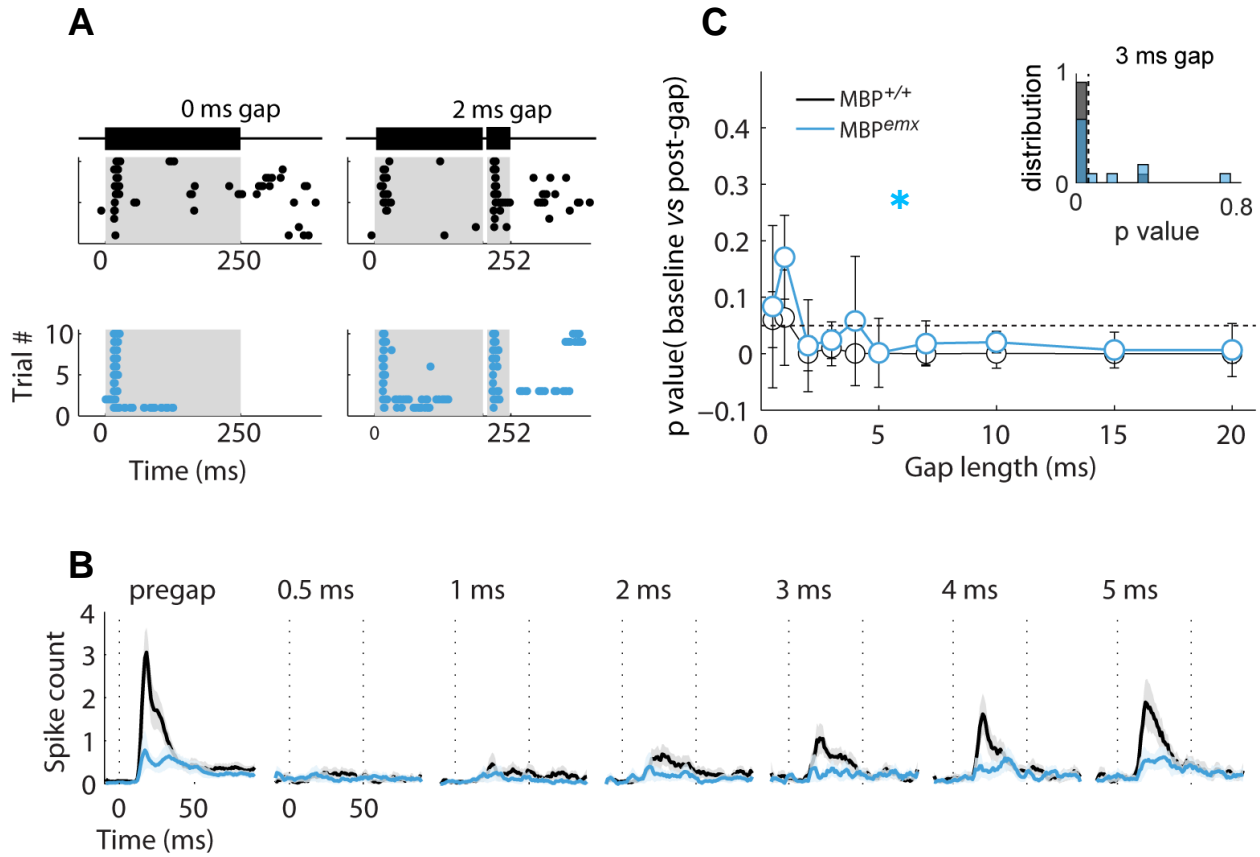 A
0 ms gap
2 ms gap
0
250
0
252
Trial #
10
5
0
0
250
0
252
Time (ms)
C
p value( baseline vs post-gap)
0.4
0.3
0.2
0.1
0
−0.1
MBP+/+
MBPemx
*
0
5
10
15
20
Gap length (ms)
3 ms gap
distribution
1
0
0
0.8
p value
B
pregap
0.5 ms
1 ms
2 ms
3 ms
4 ms
5 ms
Spike count
4
3
2
1
0
0
50
0
50
Time (ms)